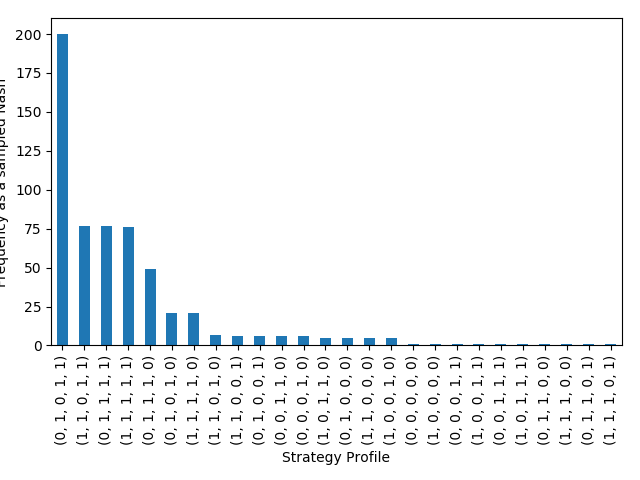 Frequency as a sampled Nash
200
175
150
125
100
75
50
25
0
(0, 1, 0, 1, 1)
(1, 1, 0, 1, 1)
(0, 1, 1, 1, 1)
(1, 1, 1, 1, 1)
(0, 1, 1, 1, 0)
(0, 1, 0, 1, 0)
(1, 1, 1, 1, 0)
(1, 1, 0, 1, 0)
(1, 1, 0, 0, 1)
(0, 1, 0, 0, 1)
(0, 0, 1, 1, 0)
(0, 0, 0, 1, 0)
(1, 0, 1, 1, 0)
(0, 1, 0, 0, 0)
(1, 1, 0, 0, 0)
(1, 0, 0, 1, 0)
(0, 0, 0, 0, 0)
(1, 0, 0, 0, 0)
(0, 0, 0, 1, 1)
(1, 0, 0, 1, 1)
(0, 0, 1, 1, 1)
(1, 0, 1, 1, 1)
(0, 1, 1, 0, 0)
(1, 1, 1, 0, 0)
(0, 1, 1, 0, 1)
(1, 1, 1, 0, 1)
Strategy Profile